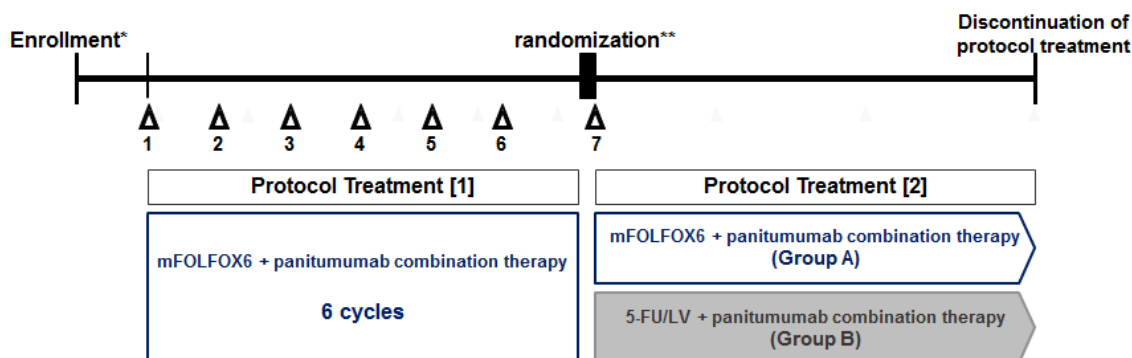 Enrollment*
randomization**
Discontinuation of
protocol treatment
1 2 3 4 5 6 7
Protocol Treatment [1]
Protocol Treatment [2]
mFOLFOX6 + panitumumab combination therapy
6 cycles
mFOLFOX6 + panitumumab combination therapy
(Group A)
5-FU/LV + panitumumab combination therapy
(Group B)